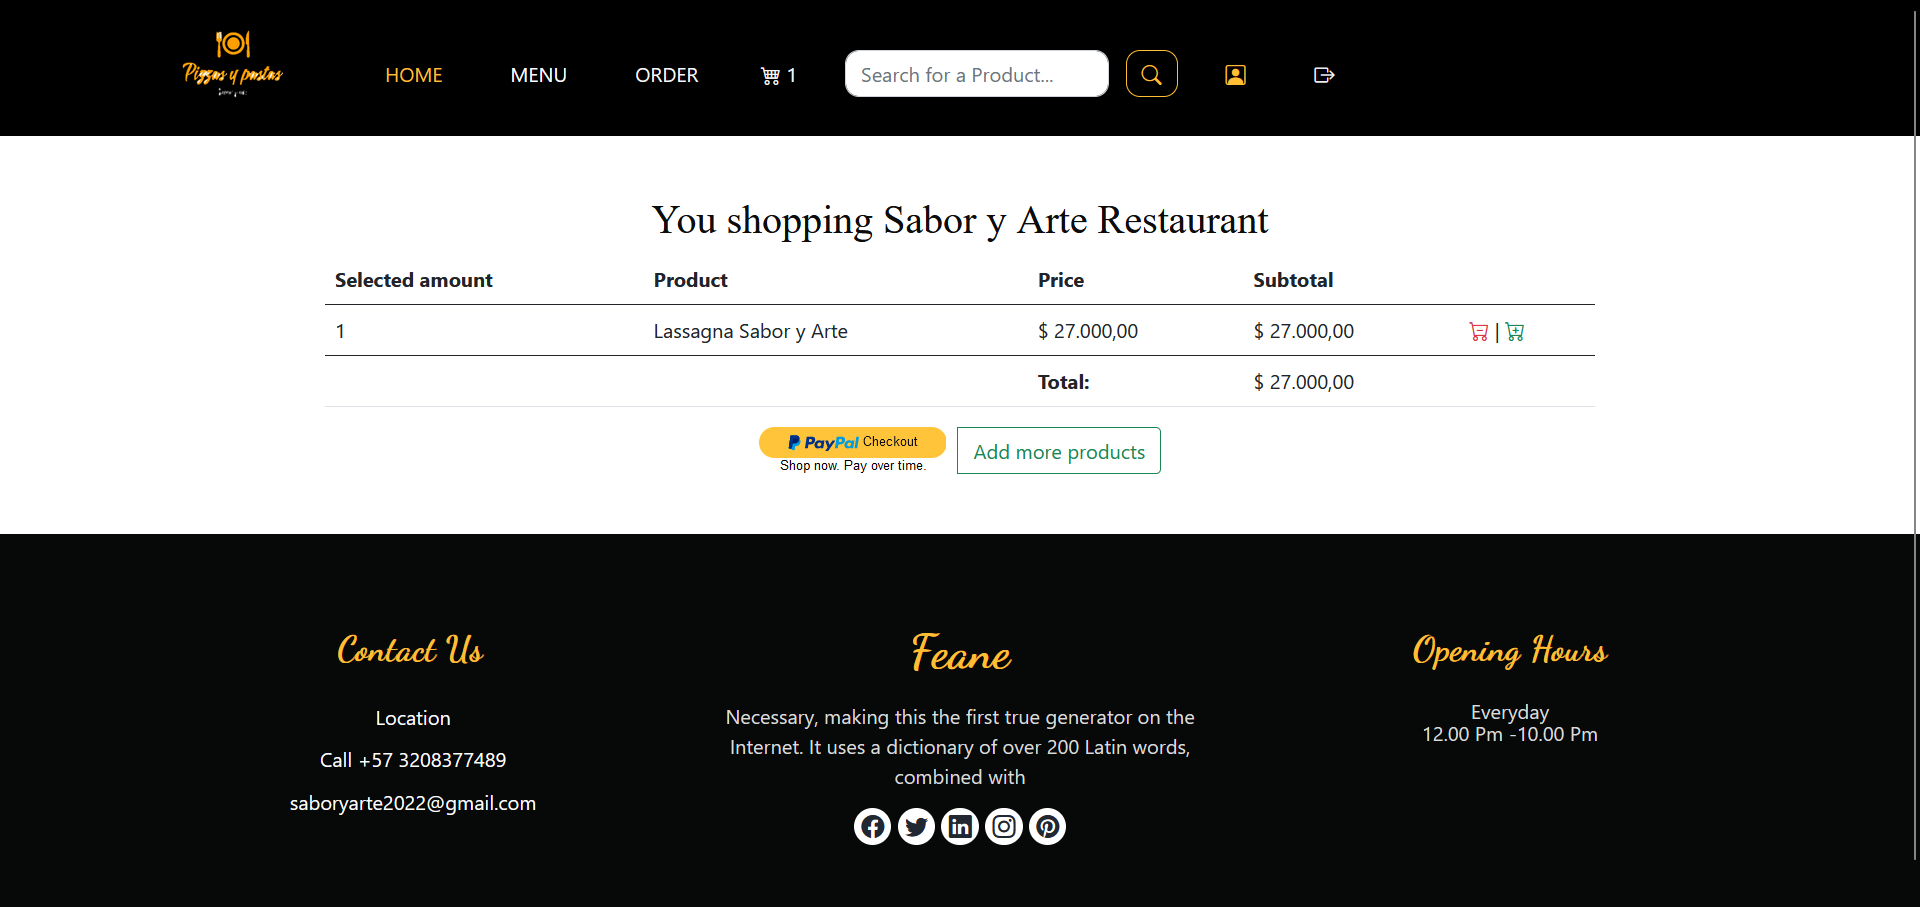 Pizzas y pastas
HOME
MENU
ORDER
1
Search for a Product...
You shopping Sabor y Arte Restaurant
Selected amount Product Price Subtotal
1 Lassagna Sabor y Arte $ 27.000,00 $ 27.000,00 |
Total: $ 27.000,00
PayPal Checkout
Shop now. Pay over time.
Add more products
Contact Us
Location
Call +57 3208377489
saboryarte2022@gmail.com
Feane
Necessary, making this the first true generator on the
Internet. It uses a dictionary of over 200 Latin words,
combined with
Opening Hours
Everyday
12.00 Pm -10.00 Pm